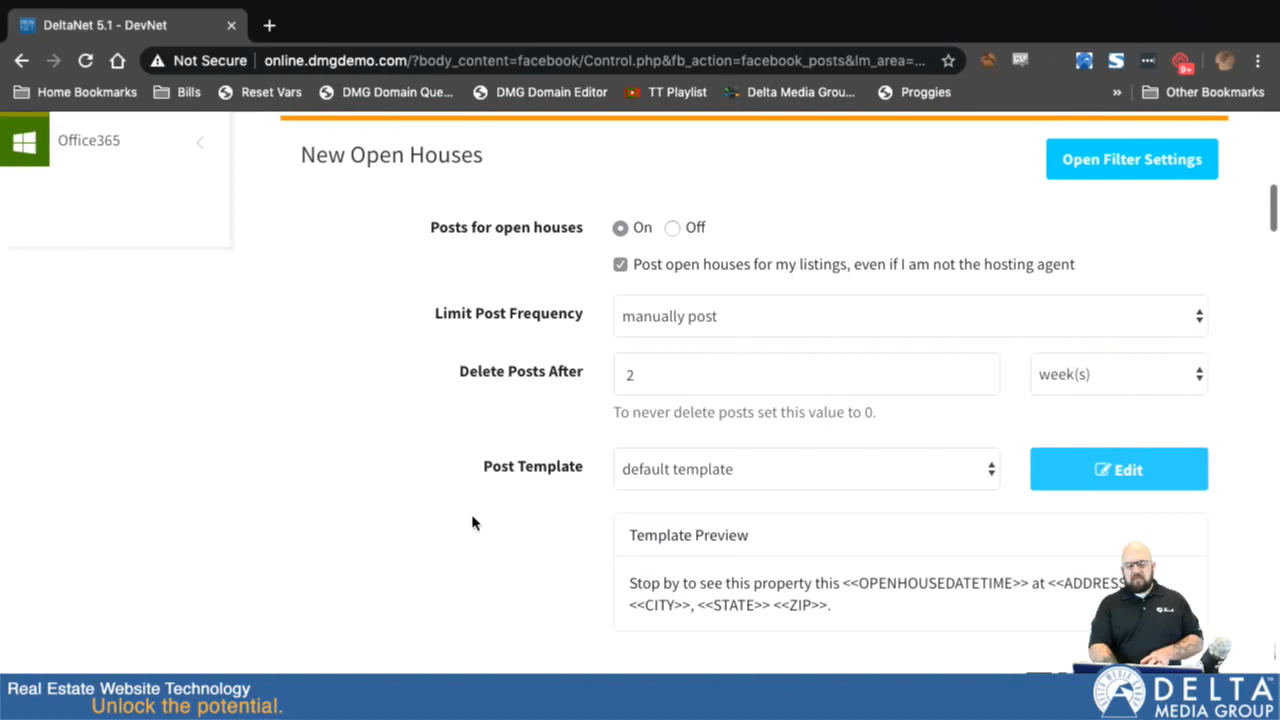 DeltaNet 5.1 - DevNet
Not Secure online.dmgdemo.com/?body_content=facebook/Control.php&fb_action=facebook_posts&lm_area=...
9+
Home Bookmarks Bills Reset Vars DMG Domain Que... DMG Domain Editor TT Playlist Delta Media Grou... Proggies » Other Bookmarks
Office365
New Open Houses
Open Filter Settings
Posts for open houses On Off
Post open houses for my listings, even if I am not the hosting agent
Limit Post Frequency manually post
Delete Posts After 2 week(s)
To never delete posts set this value to 0.
Post Template default template Edit
Template Preview
Stop by to see this property this <<OPENHOUSEDATETIME>> at <<ADDRESS
<<CITY>>, <<STATE>> <<ZIP>>.
Real Estate Website Technology
Unlock the potential.
DELTA
MEDIA GROUP